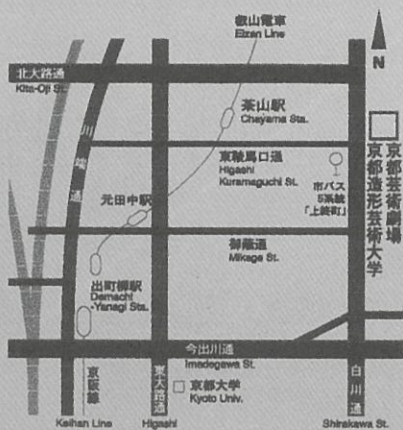 叡山電車
Eizan Line
N
北大路通
Kita-Oji St.
茶山駅
Chayama Sta.
川端通
東鞍馬口通
Higashi
Kuramaguchi St.
市バス
5系統
「上終町」
京都芸術劇場
京都造形芸術大学
元田中駅
御蔭通
Mikage St.
出町柳駅
Demachi
-Yanagi Sta.
今出川通
Imadegawa St.
京阪線
東大路通
京都大学
Kyoto Univ.
白川通
Keihan Line
Higashi
Shirakawa St.